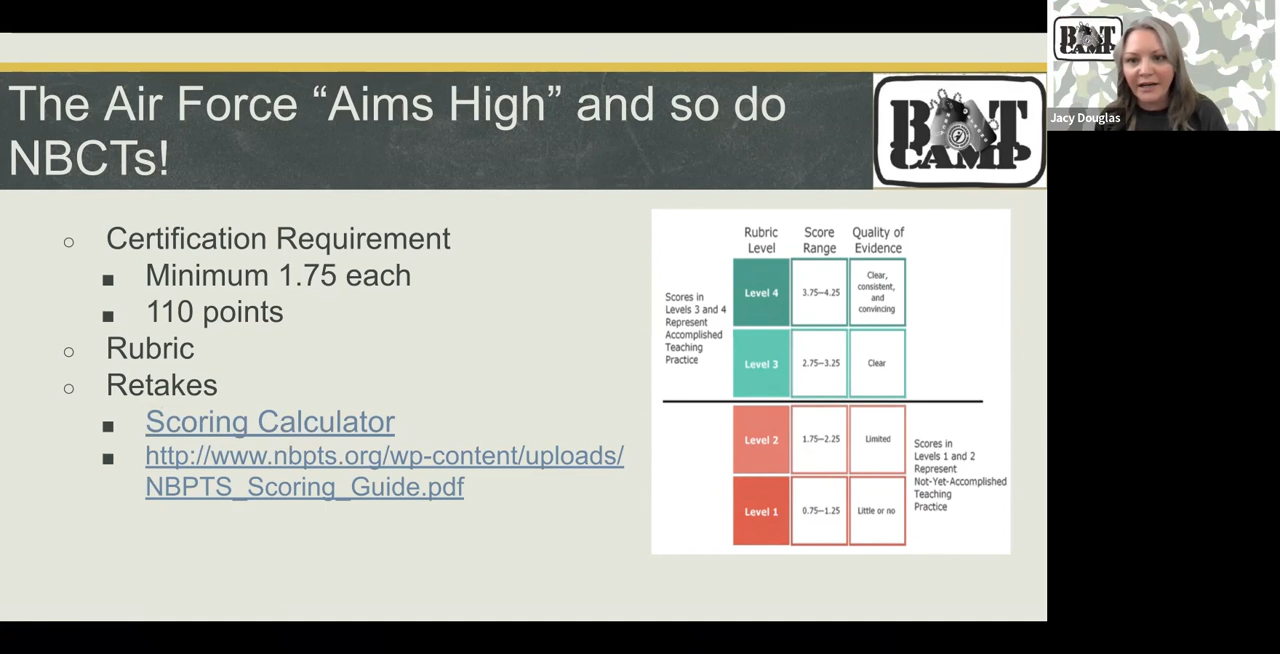 The Air Force “Aims High” and so do
NBCTs!
BOOT
CAMP
Certification Requirement
Minimum 1.75 each
110 points
Rubric
Retakes
Scoring Calculator
http://www.nbpts.org/wp-content/uploads/
NBPTS_Scoring_Guide.pdf
Rubric
Level
Score
Range
Quality of
Evidence
Scores in
Levels 3 and 4
Represent
Accomplished
Teaching
Practice
Level 4
3.75–4.25
Clear,
consistent,
and
convincing
Level 3
2.75–3.25
Clear
Level 2
1.75–2.25
Limited
Level 1
0.75–1.25
Little or no
Scores in
Levels 1 and 2
Represent
Not-Yet-Accomplished
Teaching
Practice
BOOT
CAMP
Jacy Douglas